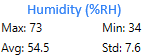 Humidity (%RH)
Max: 73 Min: 34
Avg: 54.5 Std: 7.6